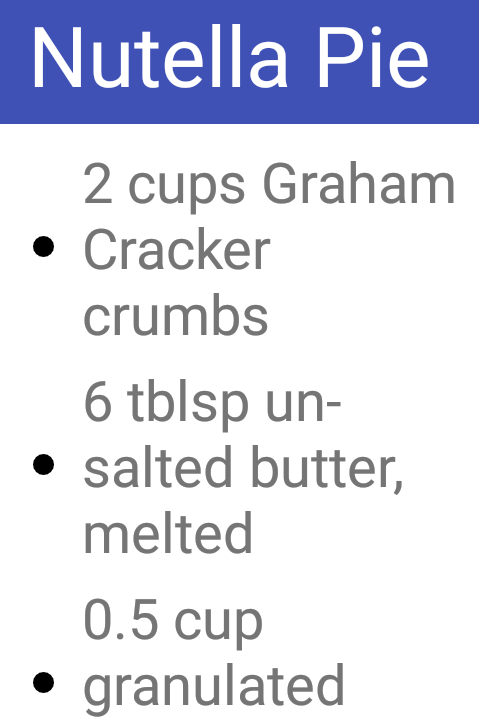 Nutella Pie
2 cups Graham
Cracker
crumbs
6 tblsp un-
salted butter,
melted
0.5 cup
granulated